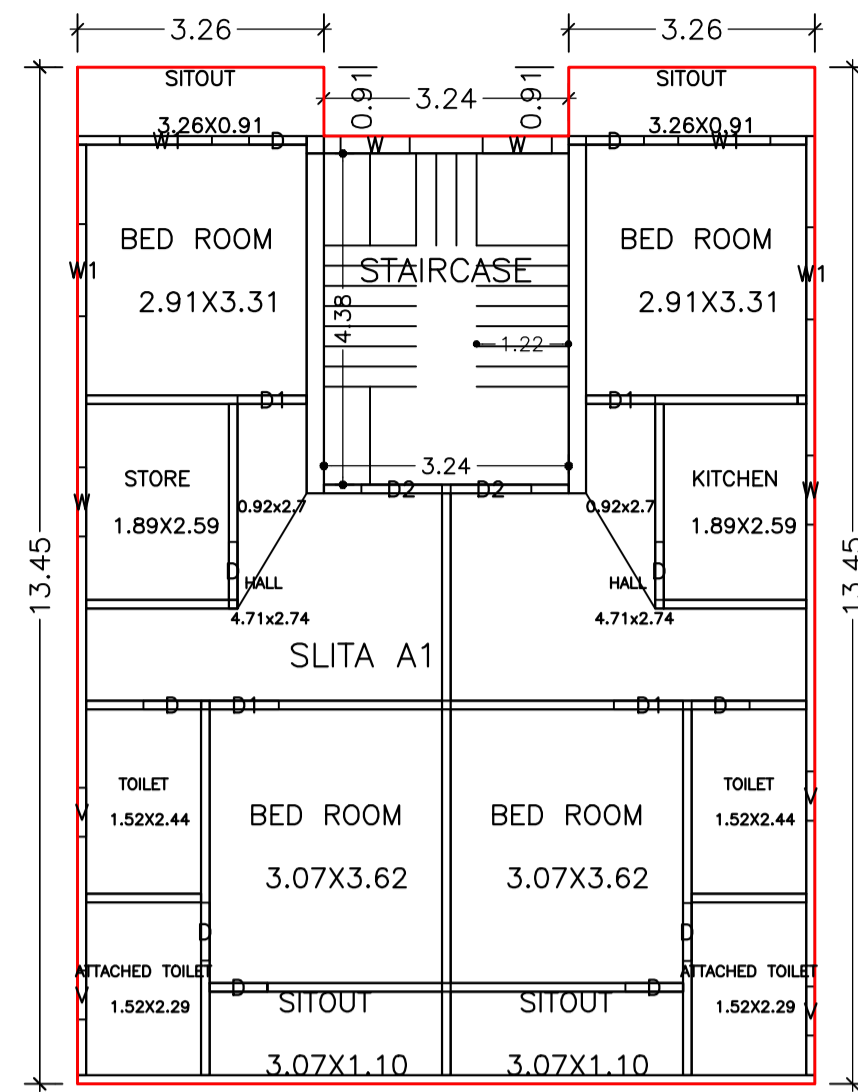 3.26
3.26
SITOUT
0.91
3.24
0.91
SITOUT
3.26X0.91
3.26X0.91
W1
D
W
W
D
W1
BED ROOM
BED ROOM
W1
STAIRCASE
W1
2.91X3.31
2.91X3.31
4.38
1.22
D1
D1
3.24
STORE
KITCHEN
D2
D2
W
W
0.92x2.7
0.92x2.7
1.89X2.59
1.89X2.59
13.45
13.45
D
HALL
HALL
D
4.71x2.74
4.71x2.74
SLITA A1
D
D1
D1
D
TOILET
TOILET
V
V
1.52X2.44
BED ROOM
BED ROOM
1.52X2.44
3.07X3.62
3.07X3.62
D
D
ATTACHED TOILET
ATTACHED TOILET
D
D
V
V
1.52X2.29
SITOUT
SITOUT
1.52X2.29
3.07X1.10
3.07X1.10